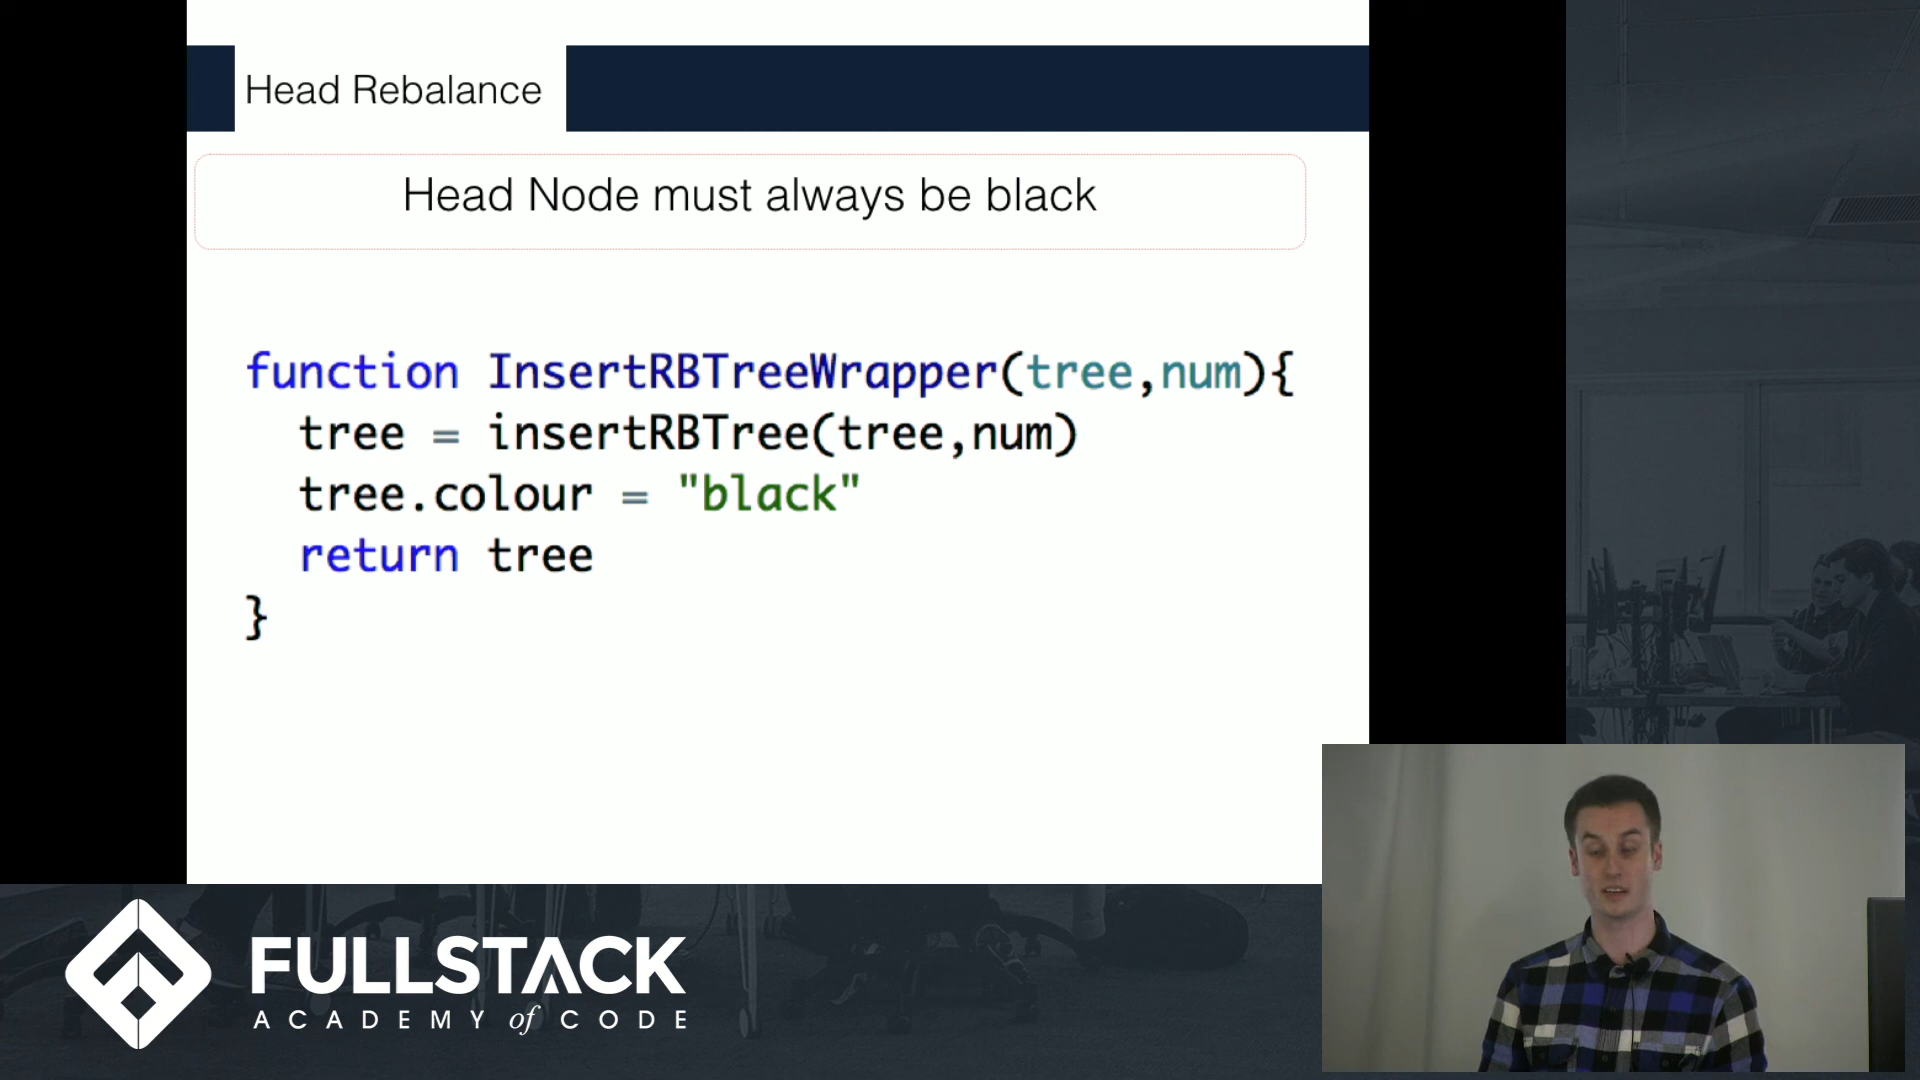 Head Rebalance
Head Node must always be black
function InsertRBTreeWrapper(tree,num){
tree = insertRBTree(tree,num)
tree.colour = "black"
return tree
}
FULLSTACK
ACADEMY of CODE